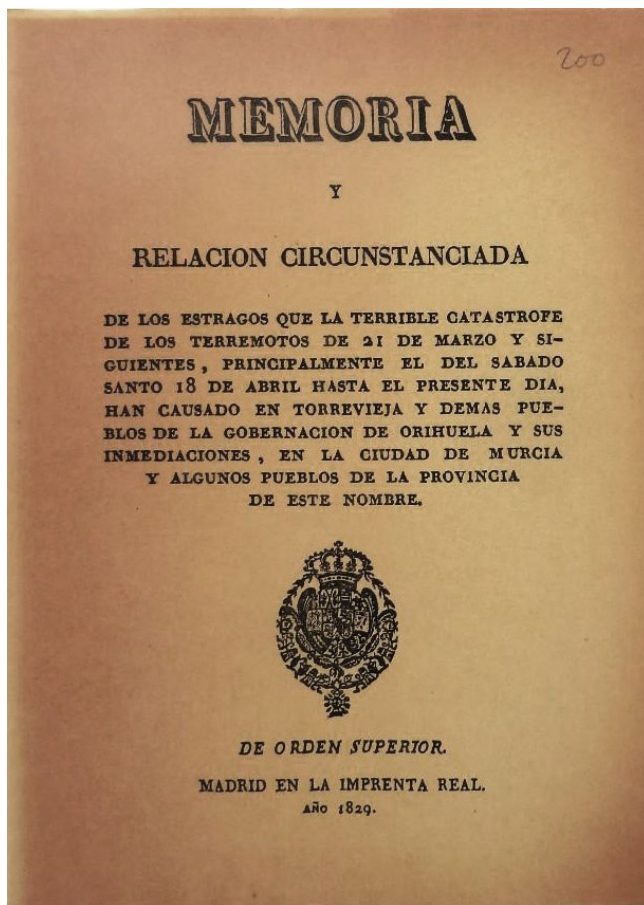 200
MEMORIA
Y
RELACION CIRCUNSTANCIADA
DE LOS ESTRAGOS QUE LA TERRIBLE CATASTROFE
DE LOS TERREMOTOS DE 21 DE MARZO Y SI-
GUIENTES, PRINCIPALMENTE EL DEL SABADO
SANTO 18 DE ABRIL HASTA EL PRESENTE DIA,
HAN CAUSADO EN TORREVIEJA Y DEMAS PUE-
BLOS DE LA GOBERNACION DE ORIHUELA Y SUS
INMEDIACIONES, EN LA CIUDAD DE MURCIA
Y ALGUNOS PUEBLOS DE LA PROVINCIA
DE ESTE NOMBRE.
DE ORDEN SUPERIOR.
MADRID EN LA IMPRENTA REAL.
AÑO 1829.